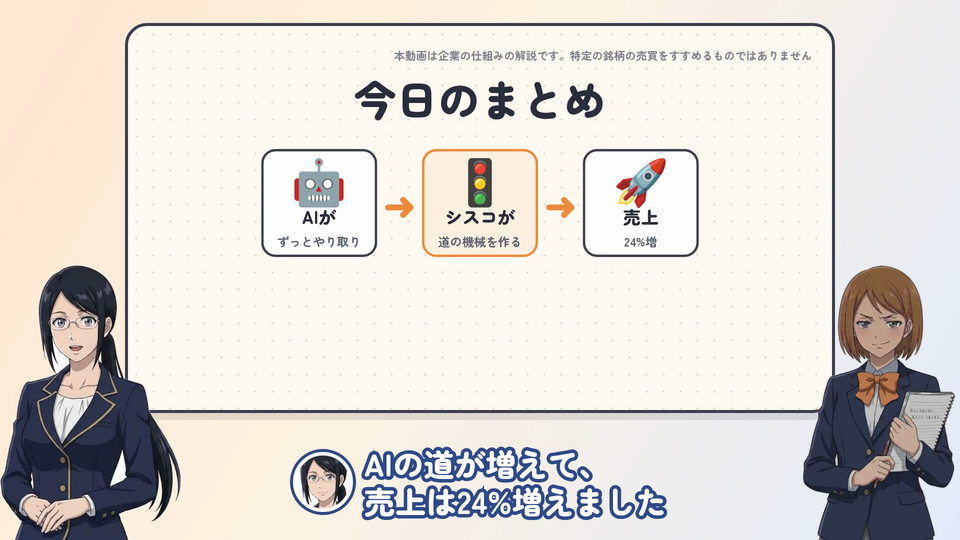 本動画は企業の仕組みの解説です。特定の銘柄の売買をすすめるものではありません
今日のまとめ
AIが
ずっとやり取り
シスコが
道の機械を作る
売上
24%増
AIの道が増えて、
売上は24%増えました